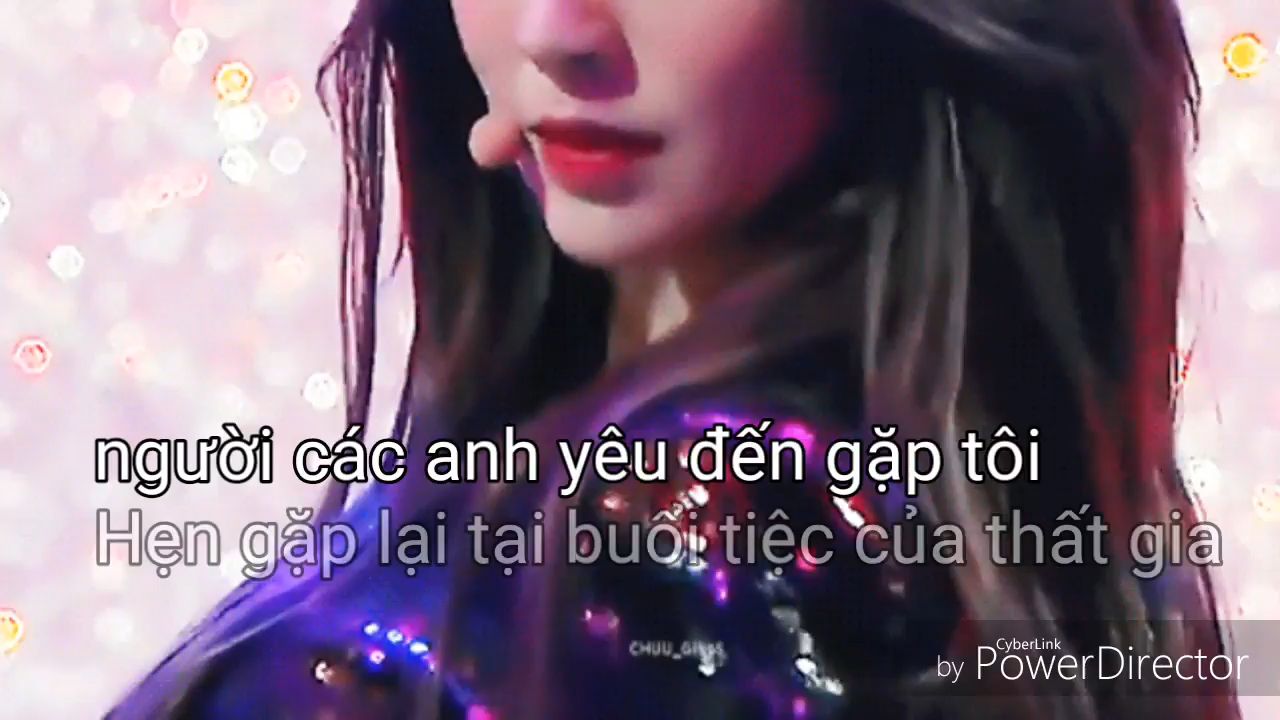 người các anh yêu đến gặp tôi
Hẹn gặp lại tại buổi tiệc của thất gia
CyberLink
by PowerDirector